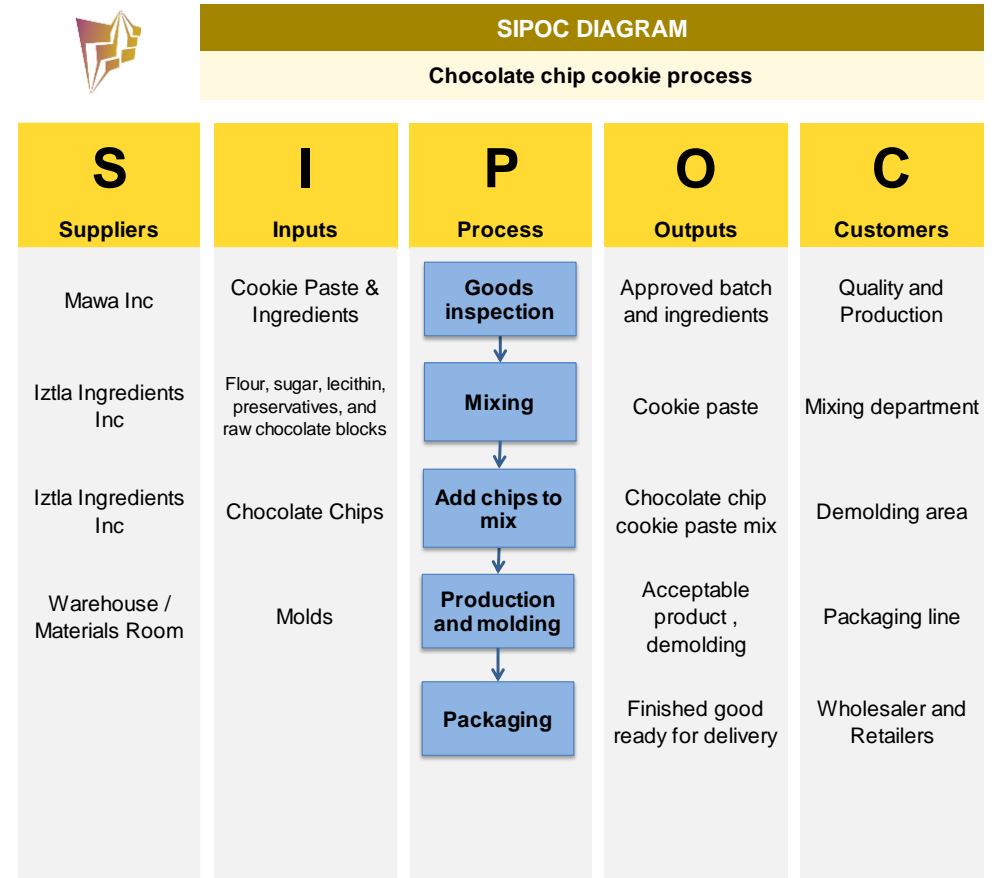 SIPOC DIAGRAM
Chocolate chip cookie process
S
I
P
O
C
Suppliers
Inputs
Process
Outputs
Customers
Mawa Inc
Cookie Paste &
Ingredients
Goods
inspection
Approved batch
and ingredients
Quality and
Production
Iztla Ingredients
Inc
Flour, sugar, lecithin,
preservatives, and
raw chocolate blocks
Mixing
Cookie paste
Mixing department
Iztla Ingredients
Inc
Chocolate Chips
Add chips to
mix
Chocolate chip
cookie paste mix
Demolding area
Warehouse /
Materials Room
Molds
Production
and molding
Acceptable
product ,
demolding
Packaging line
Packaging
Finished good
ready for delivery
Wholesaler and
Retailers